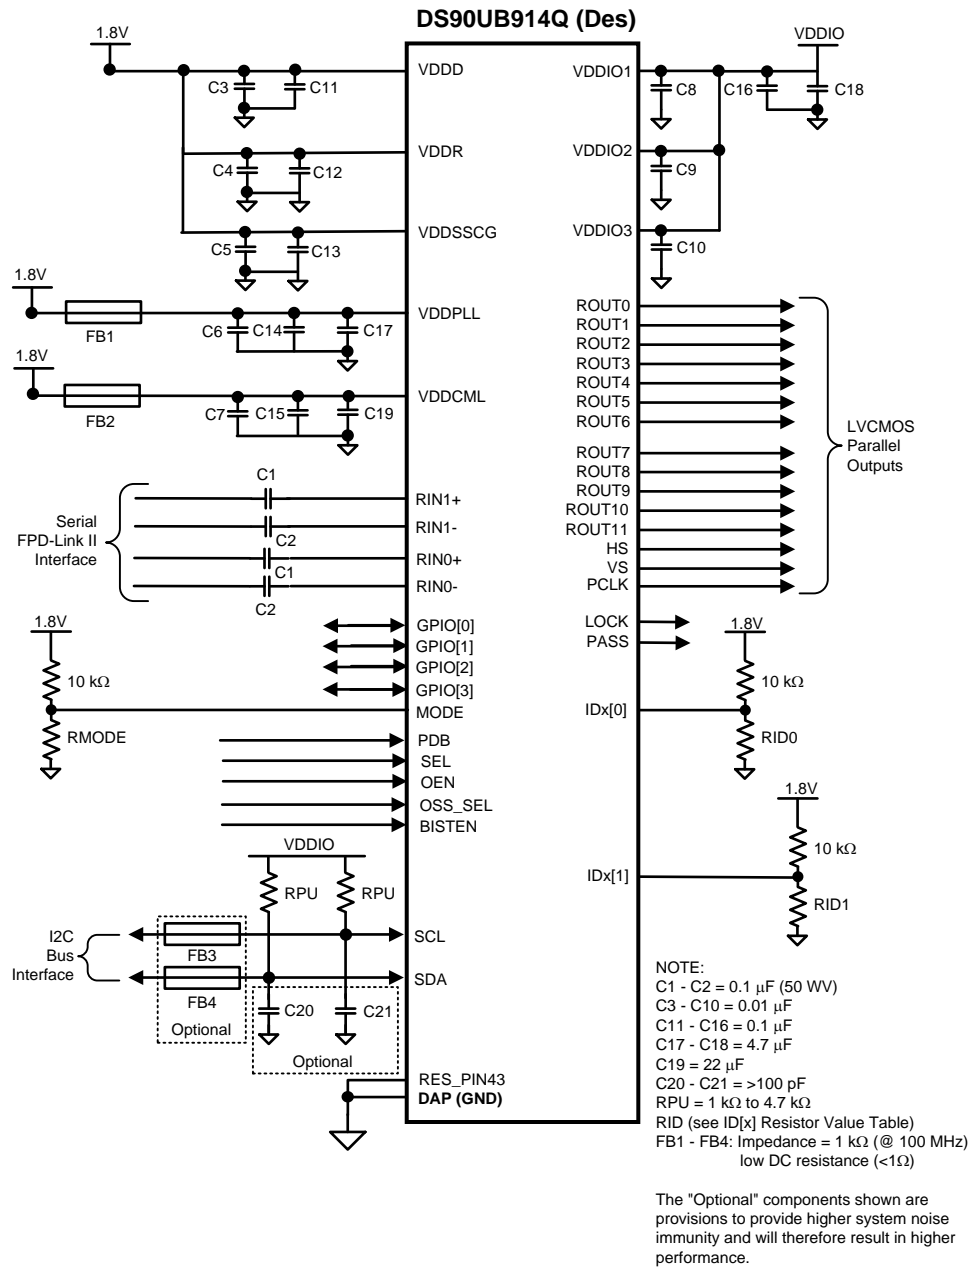 DS90UB914Q (Des)
1.8V
VDDIO
VDDD
VDDIO1
C3
C11
C8
C16
C18
VDDR
VDDIO2
C4
C12
C9
VDDSSCG
VDDIO3
C5
C13
C10
1.8V
VDDPLL
FB1
C6
C14
C17
1.8V
VDDCML
FB2
C7
C15
C19
ROUT0
ROUT1
ROUT2
ROUT3
ROUT4
ROUT5
ROUT6
ROUT7
ROUT8
ROUT9
ROUT10
ROUT11
HS
VS
PCLK
LVCMOS
Parallel
Outputs
C1
RIN1+
Serial
FPD-Link II
Interface
RIN1-
C2
RIN0+
C1
RIN0-
C2
GPIO[0]
GPIO[1]
GPIO[2]
GPIO[3]
LOCK
PASS
1.8V
10 kΩ
MODE
RMODE
1.8V
10 kΩ
IDx[0]
RID0
PDB
SEL
OEN
OSS_SEL
BISTEN
1.8V
10 kΩ
IDx[1]
RID1
VDDIO
RPU
RPU
I2C
Bus
Interface
SCL
FB3
SDA
FB4
Optional
C20
C21
Optional
RES_PIN43
DAP (GND)
NOTE:
C1 - C2 = 0.1 μF (50 WV)
C3 - C10 = 0.01 μF
C11 - C16 = 0.1 μF
C17 - C18 = 4.7 μF
C19 = 22 μF
C20 - C21 = >100 pF
RPU = 1 kΩ to 4.7 kΩ
RID (see ID[x] Resistor Value Table)
FB1 - FB4: Impedance = 1 kΩ (@ 100 MHz)
low DC resistance (<1Ω)
The "Optional" components shown are
provisions to provide higher system noise
immunity and will therefore result in higher
performance.